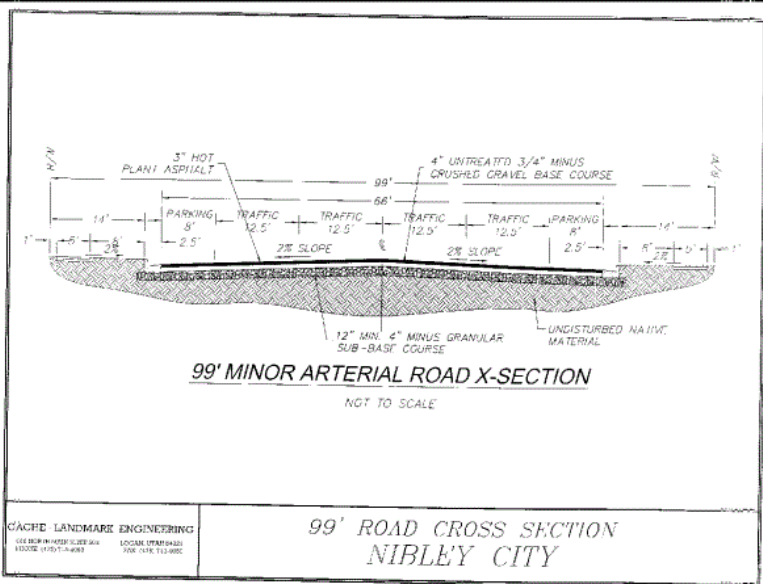 3" HOT
PLANT ASPHALT
4" UNTREATED 3/4" MINUS
CRUSHED GRAVEL BASE COURSE
99'
66'
14'
PARKING
8'
TRAFFIC
12.5'
TRAFFIC
12.5'
TRAFFIC
12.5'
TRAFFIC
12.5'
PARKING
8'
14'
1'
2.5'
2% SLOPE
2% SLOPE
2.5'
5'
1'
2%
2%
12" MIN. 4" MINUS GRANULAR
SUB-BASE COURSE
UNDISTURBED NATIVE
MATERIAL
99' MINOR ARTERIAL ROAD X-SECTION
NOT TO SCALE
CACHE - LANDMARK ENGINEERING
LOGAN, UTAH
99' ROAD CROSS SECTION
NIBLEY CITY